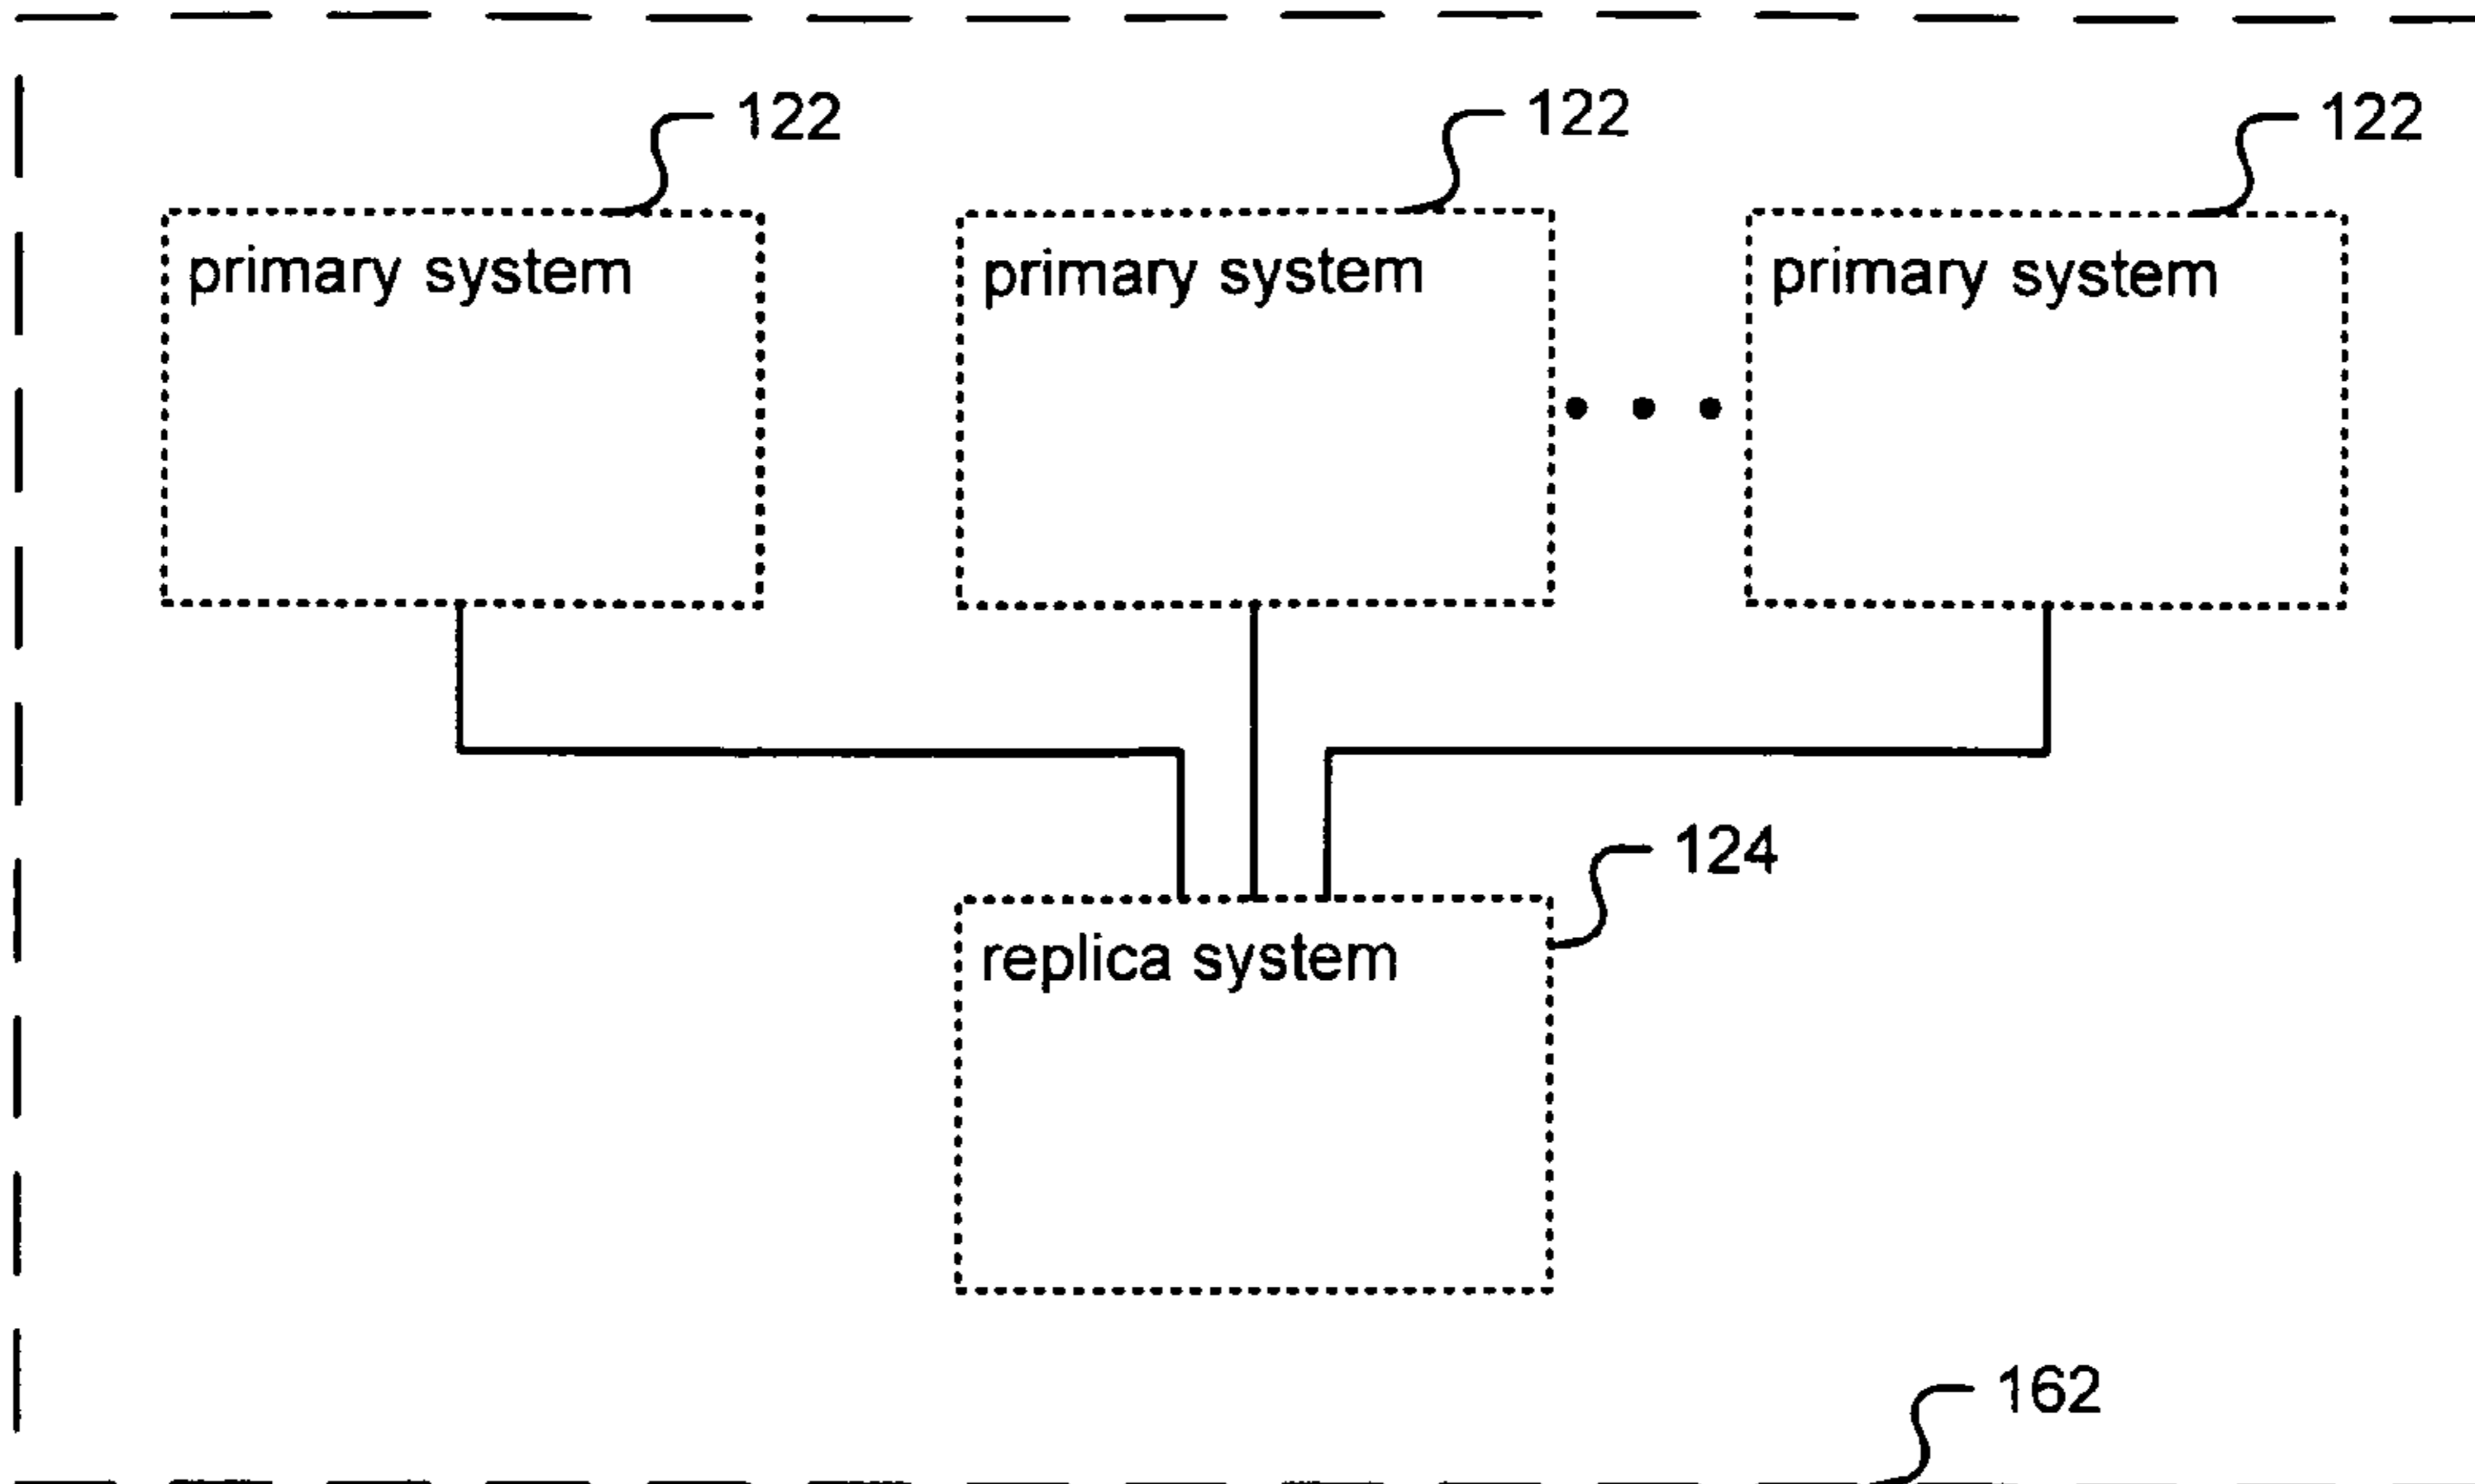 122 122 122
primary system primary system primary system
124
replica system
162